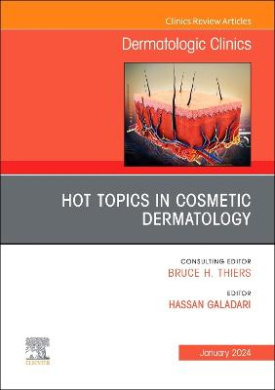 Clinics Review Articles
Dermatologic Clinics
HOT TOPICS IN COSMETIC
DERMATOLOGY
CONSULTING EDITOR
BRUCE H. THIERS
EDITOR
HASSAN GALADARI
ELSEVIER
January 2024